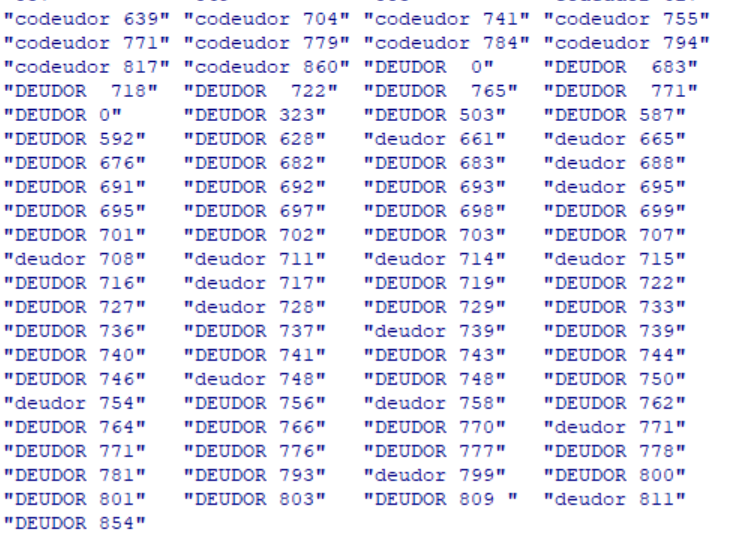 "codeudor 639" "codeudor 704" "codeudor 741" "codeudor 755"
"codeudor 771" "codeudor 779" "codeudor 784" "codeudor 794"
"codeudor 817" "codeudor 860" "DEUDOR  0" "DEUDOR  683"
"DEUDOR  718" "DEUDOR  722" "DEUDOR  765" "DEUDOR  771"
"DEUDOR 0" "DEUDOR 323" "DEUDOR 503" "DEUDOR 587"
"DEUDOR 592" "DEUDOR 628" "deudor 661" "deudor 665"
"DEUDOR 676" "DEUDOR 682" "DEUDOR 683" "deudor 688"
"DEUDOR 691" "DEUDOR 692" "DEUDOR 693" "deudor 695"
"DEUDOR 695" "DEUDOR 697" "DEUDOR 698" "DEUDOR 699"
"DEUDOR 701" "DEUDOR 702" "DEUDOR 703" "DEUDOR 707"
"deudor 708" "deudor 711" "deudor 714" "deudor 715"
"DEUDOR 716" "deudor 717" "DEUDOR 719" "DEUDOR 722"
"DEUDOR 727" "deudor 728" "DEUDOR 729" "DEUDOR 733"
"DEUDOR 736" "DEUDOR 737" "deudor 739" "DEUDOR 739"
"DEUDOR 740" "DEUDOR 741" "DEUDOR 743" "DEUDOR 744"
"DEUDOR 746" "deudor 748" "DEUDOR 748" "DEUDOR 750"
"deudor 754" "DEUDOR 756" "deudor 758" "DEUDOR 762"
"DEUDOR 764" "DEUDOR 766" "DEUDOR 770" "deudor 771"
"DEUDOR 771" "DEUDOR 776" "DEUDOR 777" "DEUDOR 778"
"DEUDOR 781" "DEUDOR 793" "deudor 799" "DEUDOR 800"
"DEUDOR 801" "DEUDOR 803" "DEUDOR 809 " "deudor 811"
"DEUDOR 854"